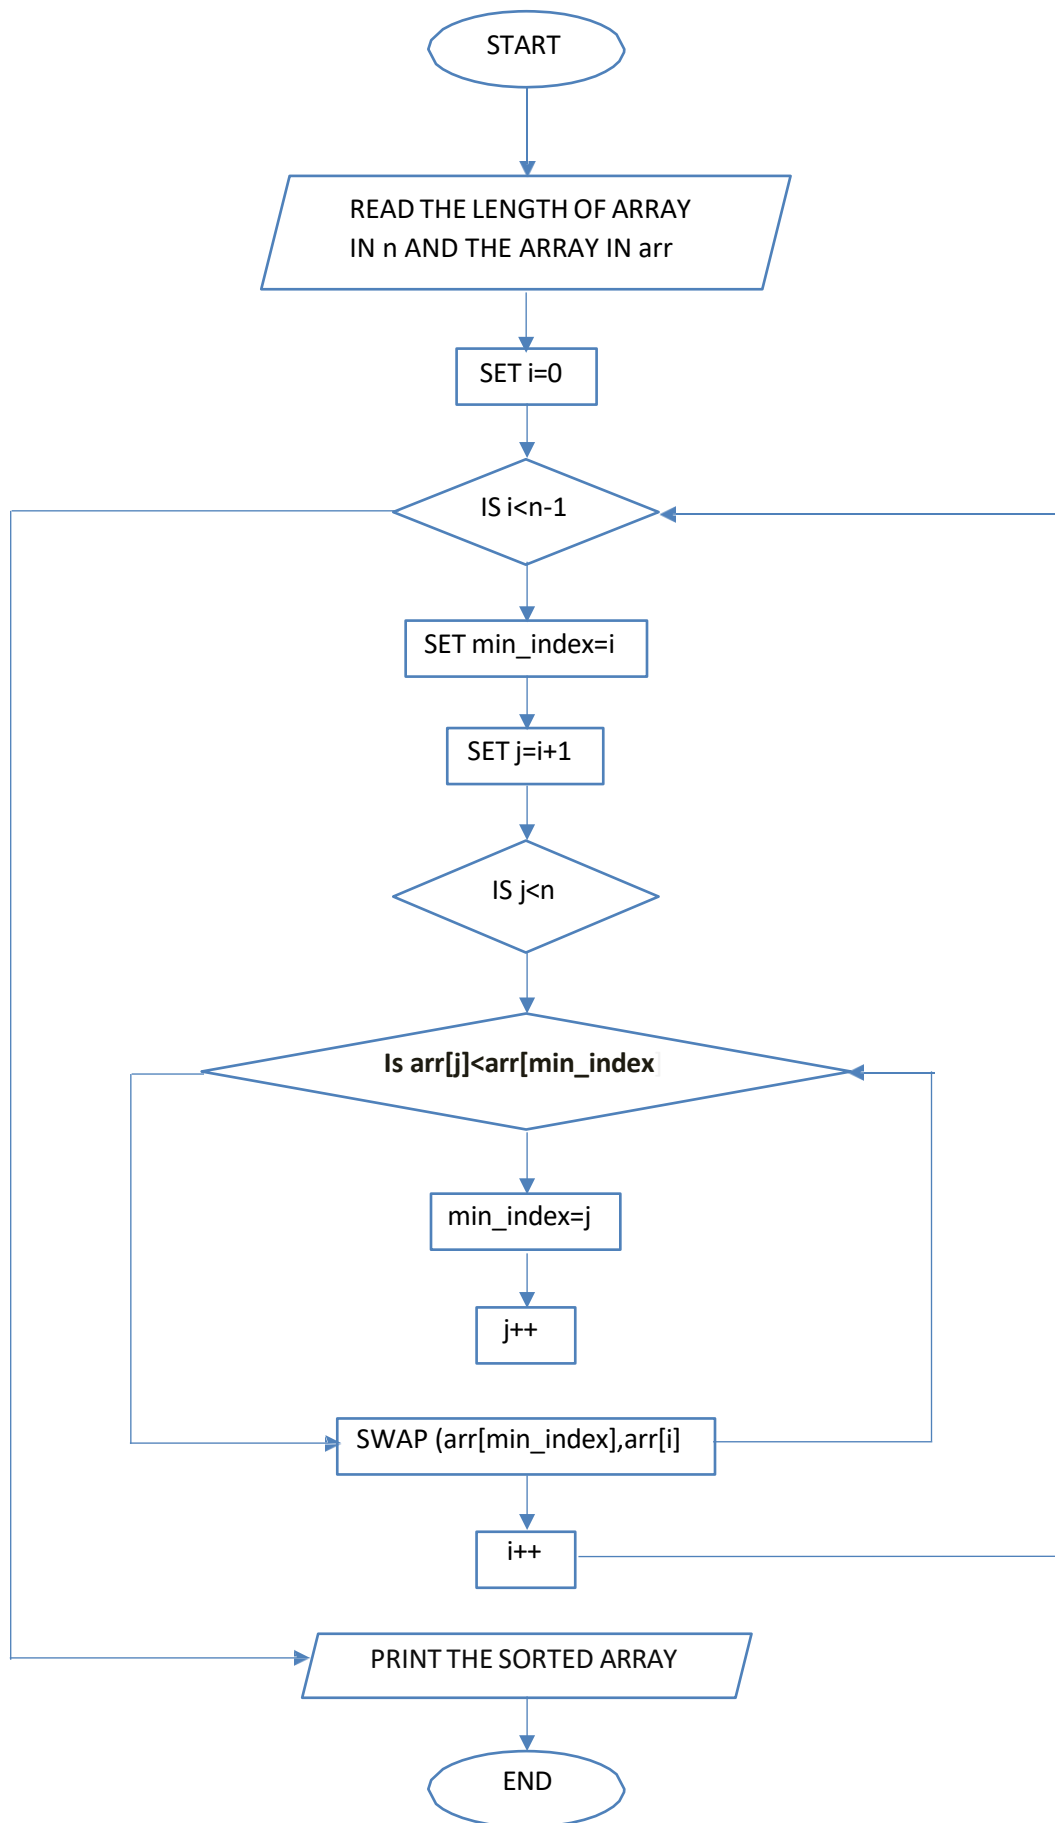 START
READ THE LENGTH OF ARRAY
IN n AND THE ARRAY IN arr
SET i=0
IS i<n-1
SET min_index=i
SET j=i+1
IS j<n
Is arr[j]<arr[min_index]
min_index=j
j++
SWAP (arr[min_index],arr[i]
i++
PRINT THE SORTED ARRAY
END